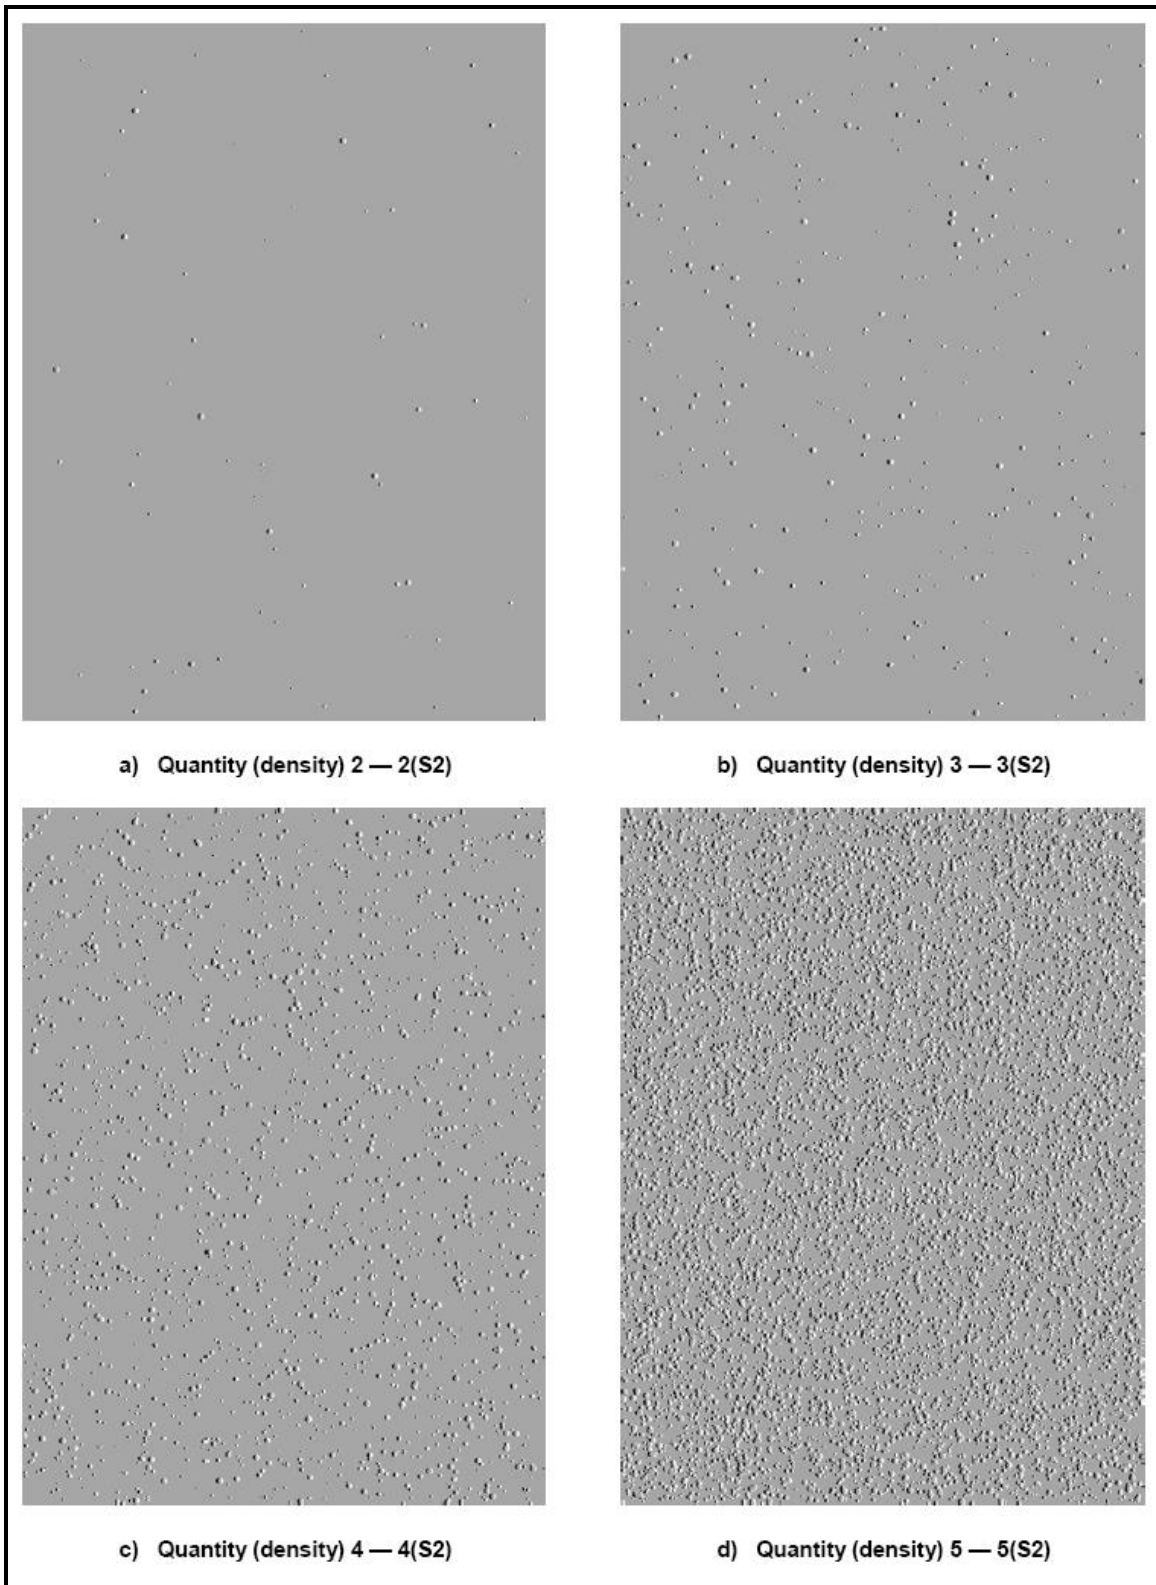 a) Quantity (density) 2 — 2(S2)
b) Quantity (density) 3 — 3(S2)
c) Quantity (density) 4 — 4(S2)
d) Quantity (density) 5 — 5(S2)